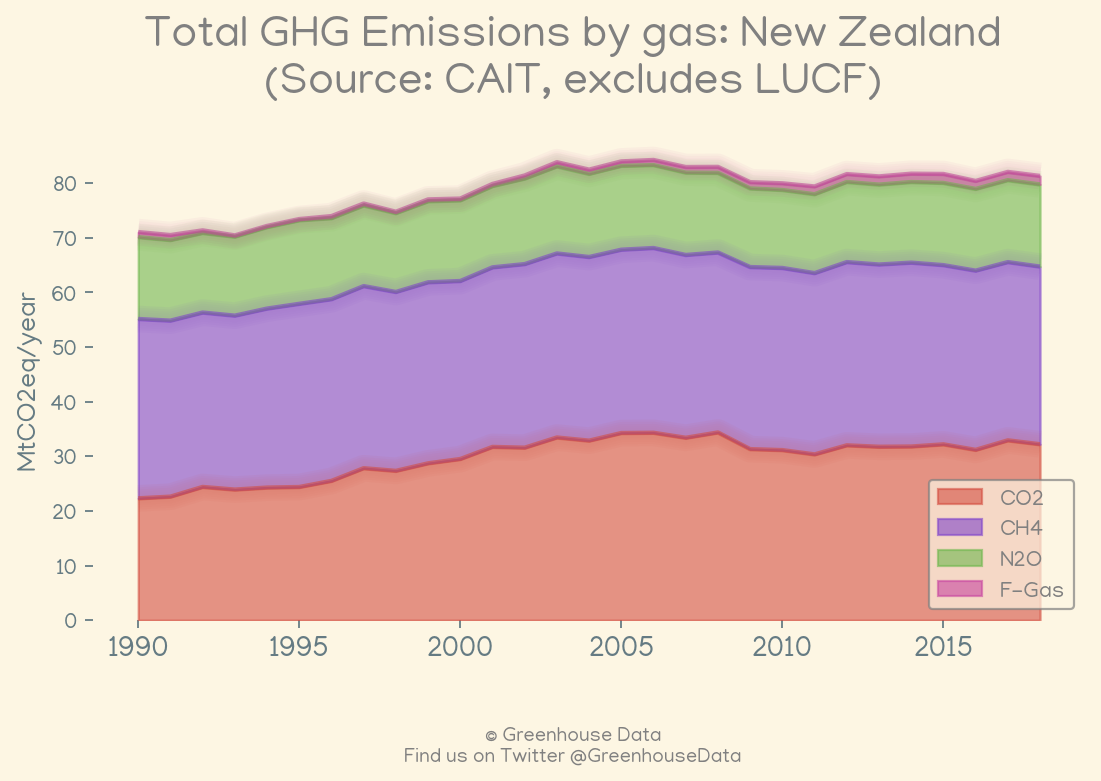 Total GHG Emissions by gas: New Zealand
(Source: CAIT, excludes LUCF)
MtCO2eq/year
80
70
60
50
40
30
20
10
0
1990 1995 2000 2005 2010 2015
CO2
CH4
N2O
F-Gas
© Greenhouse Data
Find us on Twitter @GreenhouseData